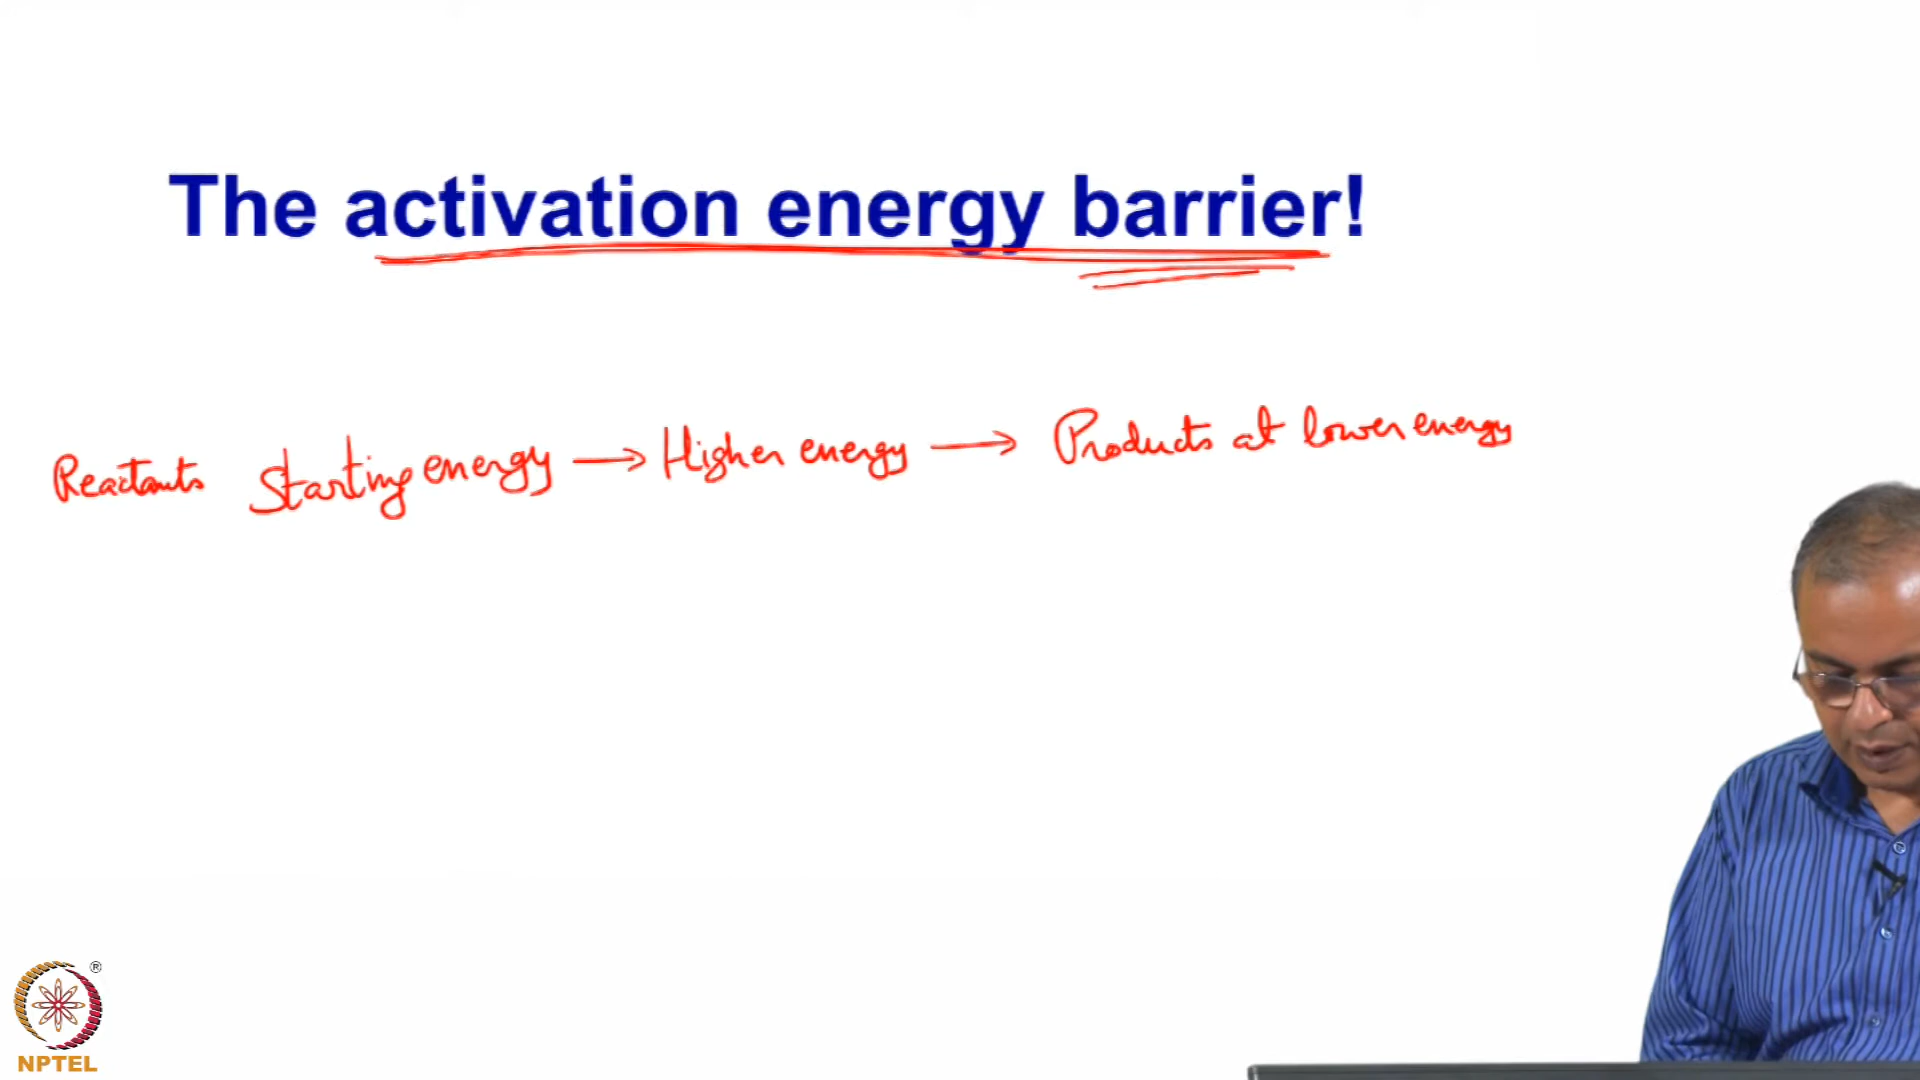 The activation energy barrier!
Reactants Starting energy → Higher energy → Products at lower energy
®
NPTEL